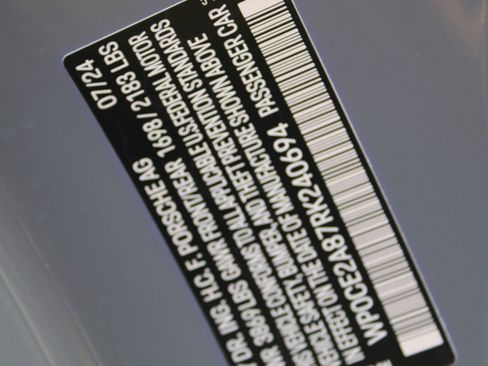 07/24
DR. ING. H.C. F. PORSCHE AG
3869 LBS GAWR FRONT/REAR 1698 / 2183 LBS
VEHICLE CONFORMS TO ALL APPLICABLE U.S. FEDERAL MOTOR
VEHICLE SAFETY, BUMPER, AND THEFT PREVENTION STANDARDS
IN EFFECT ON THE DATE OF MANUFACTURE SHOWN ABOVE
WP0CE2A87RK240694 PASSENGER CAR